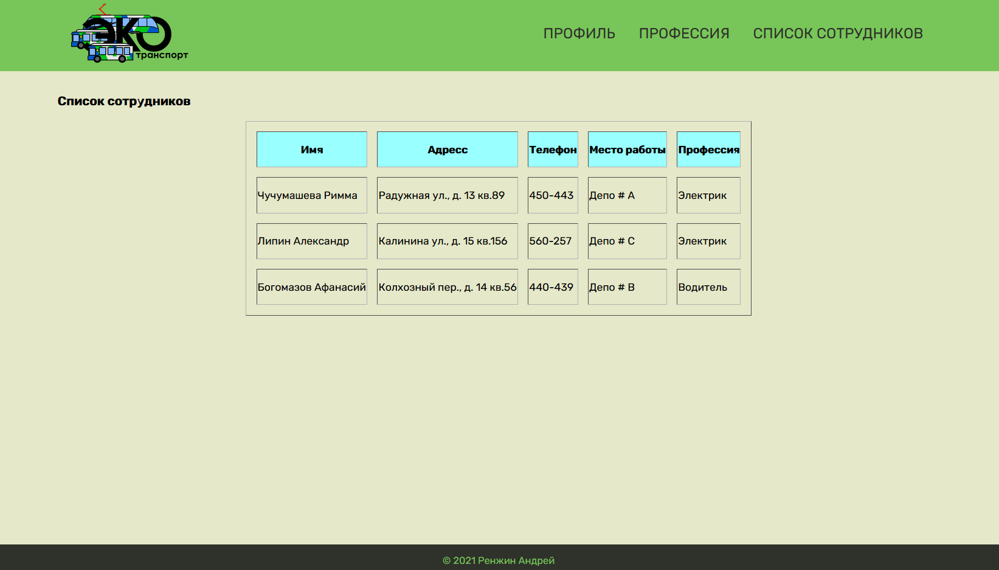 ЭКО
транспорт
ПРОФИЛЬ ПРОФЕССИЯ СПИСОК СОТРУДНИКОВ
Список сотрудников
Имя Адресс Телефон Место работы Профессия
Чучумашева Римма Радужная ул., д. 13 кв.89 450-443 Депо # A Электрик
Липин Александр Калинина ул., д. 15 кв.156 560-257 Депо # C Электрик
Богомазов Афанасий Колхозный пер., д. 14 кв.56 440-439 Депо # B Водитель
© 2021 Ренжин Андрей